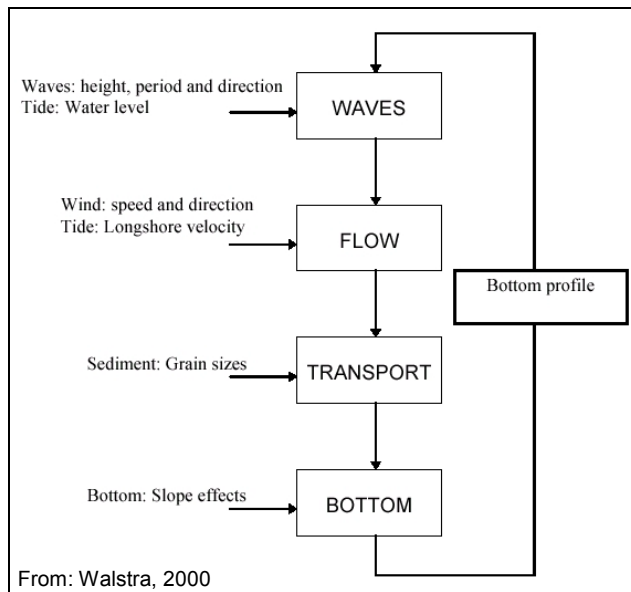 Waves: height, period and direction
Tide: Water level
WAVES
Wind: speed and direction
Tide: Longshore velocity
FLOW
Bottom profile
Sediment: Grain sizes
TRANSPORT
Bottom: Slope effects
BOTTOM
From: Walstra, 2000